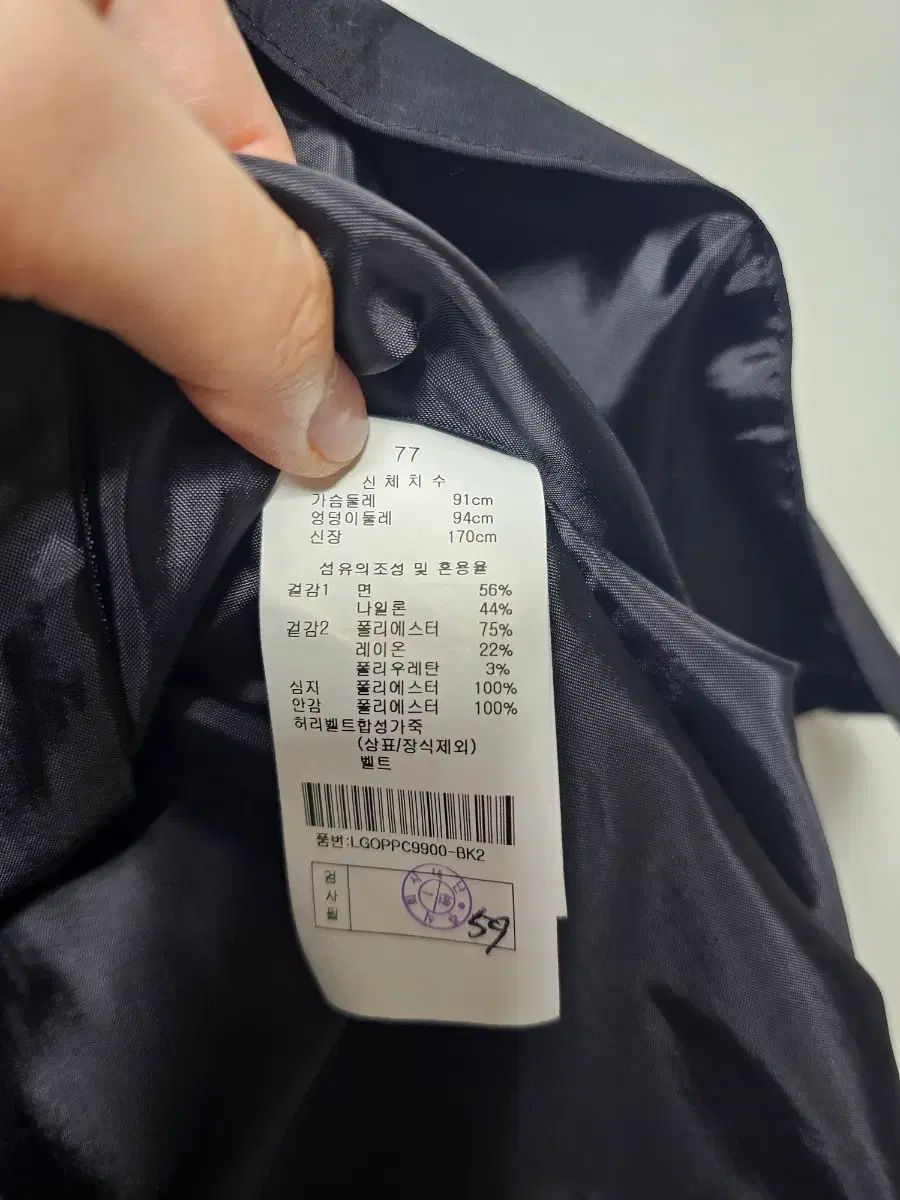 77
신체치수
가슴둘레 91cm
엉덩이둘레 94cm
신장 170cm
섬유의조성 및 혼용율
겉감1 면 56%
나일론 44%
겉감2 폴리에스터 75%
레이온 22%
폴리우레탄 3%
심지 폴리에스터 100%
안감 폴리에스터 100%
허리벨트합성가죽
(상표/장식제외)
벨트
품번:LGOPPC9900-BK2
검사필
59